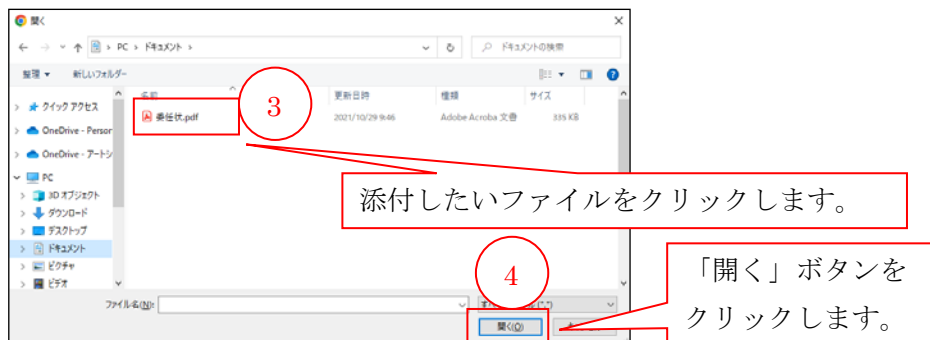 開く
PC > ドキュメント >
ドキュメントの検索
整理 ▼ 新しいフォルダー
名前 更新日時 種類 サイズ
委任状.pdf 2021/10/29 9:46 Adobe Acroba 文書 335 KB
クイック アクセス
OneDrive - Person
OneDrive - アートシ
PC
3D オブジェクト
ダウンロード
デスクトップ
ドキュメント
ピクチャ
ビデオ
3
添付したいファイルをクリックします。
4
ファイル名(N):
開く(O)
「開く」ボタンを
クリックします。